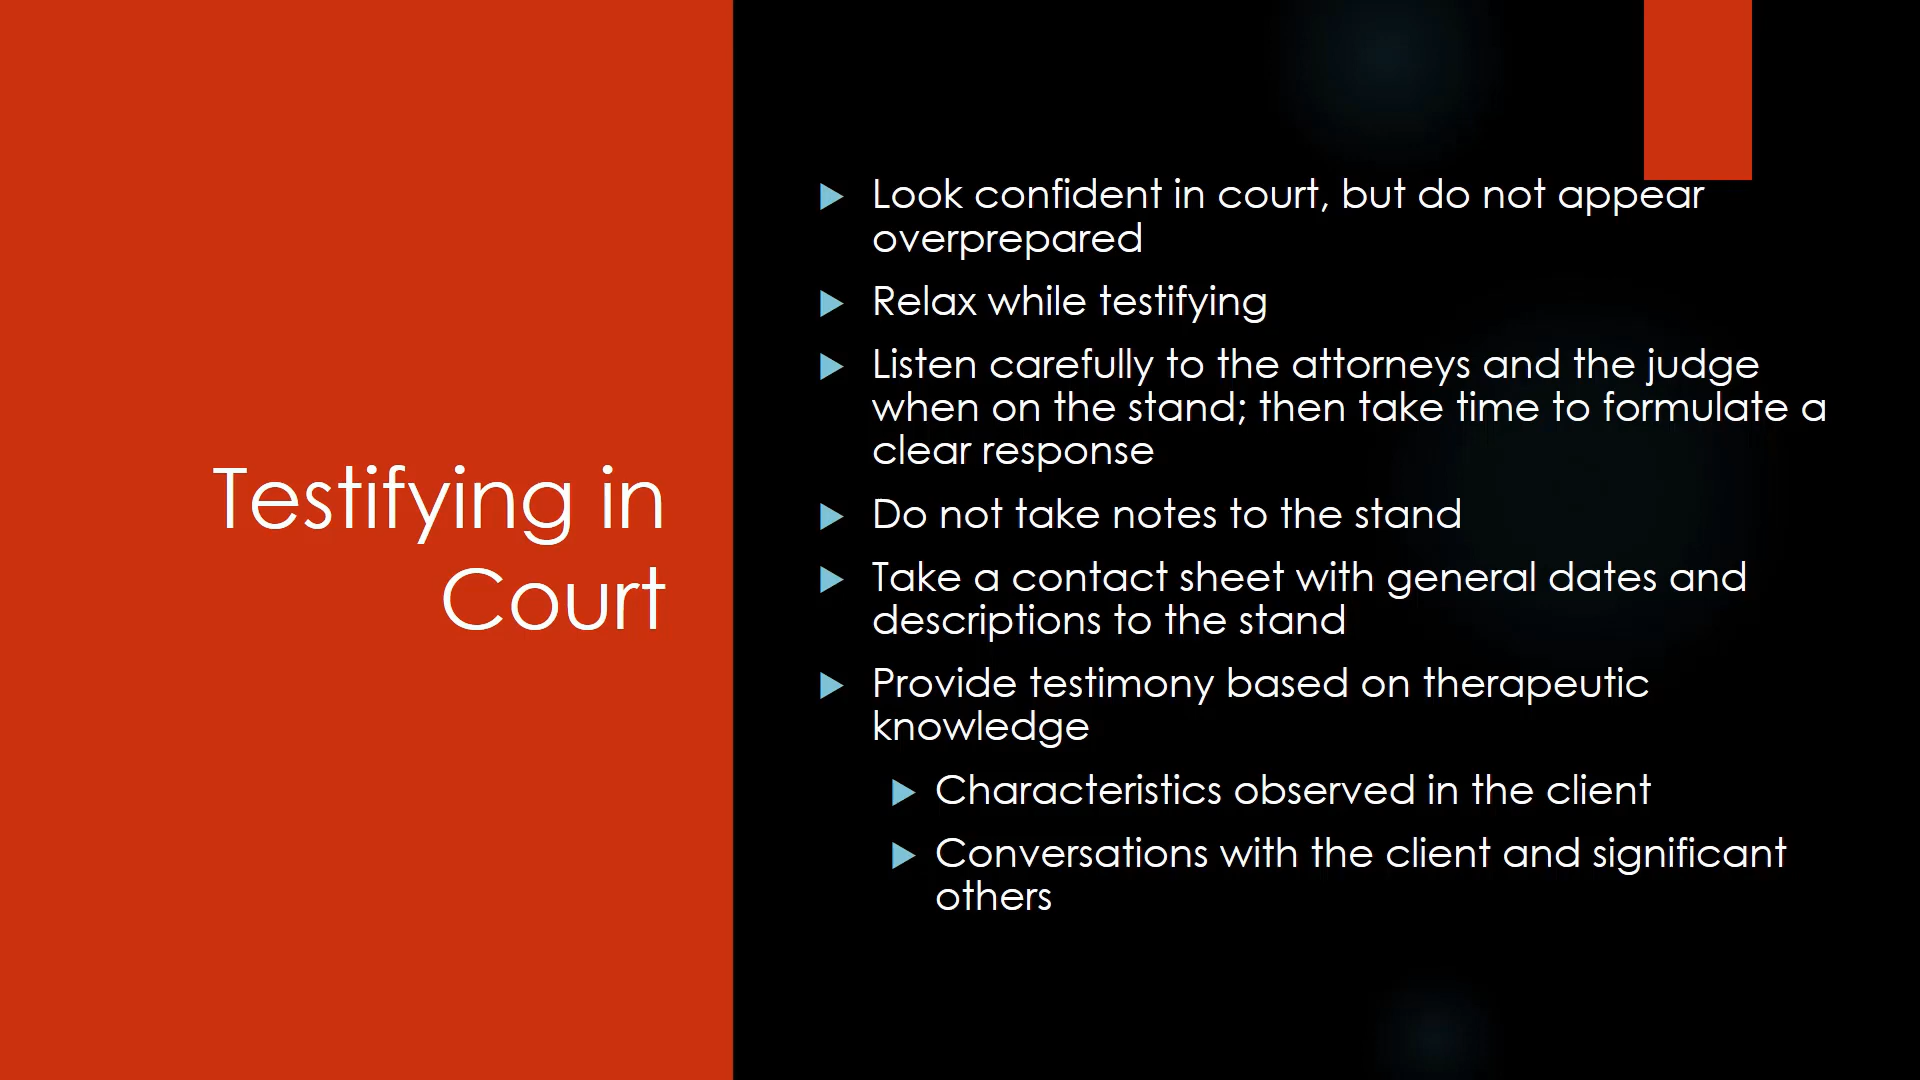 Testifying in
Court
Look confident in court, but do not appear
overprepared
Relax while testifying
Listen carefully to the attorneys and the judge
when on the stand; then take time to formulate a
clear response
Do not take notes to the stand
Take a contact sheet with general dates and
descriptions to the stand
Provide testimony based on therapeutic
knowledge
Characteristics observed in the client
Conversations with the client and significant
others